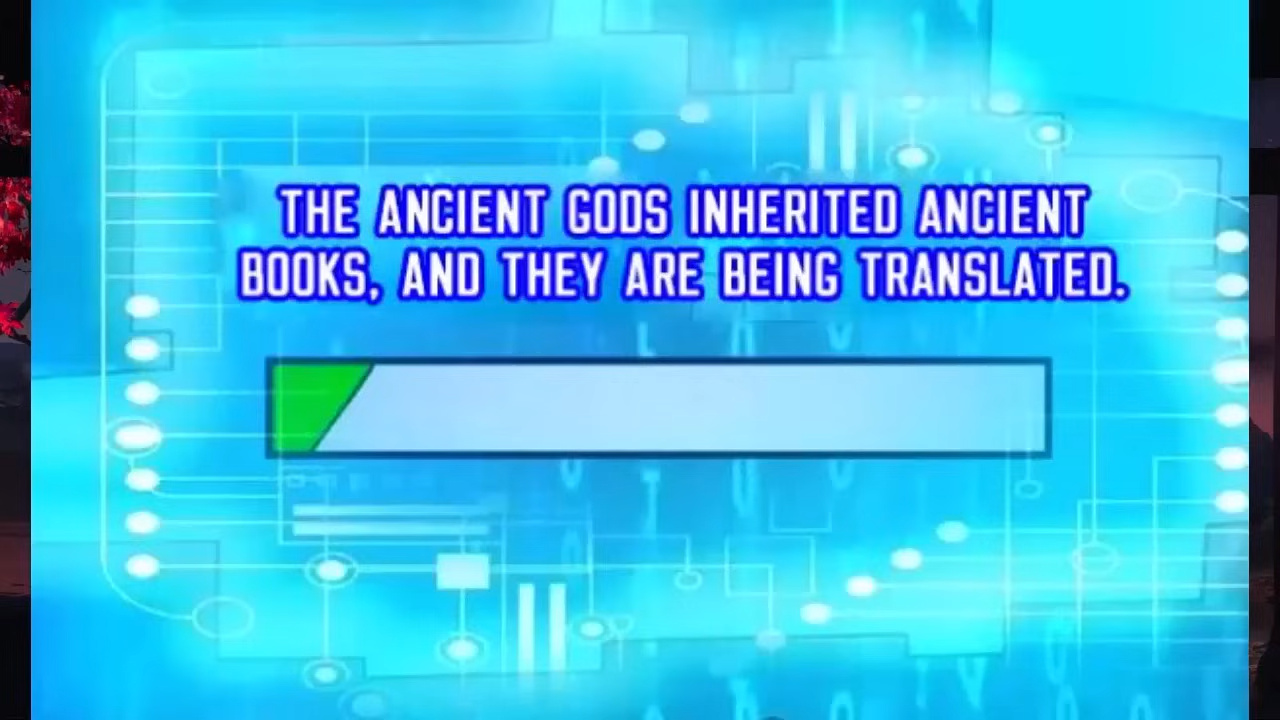 THE ANCIENT GODS INHERITED ANCIENT
BOOKS, AND THEY ARE BEING TRANSLATED.